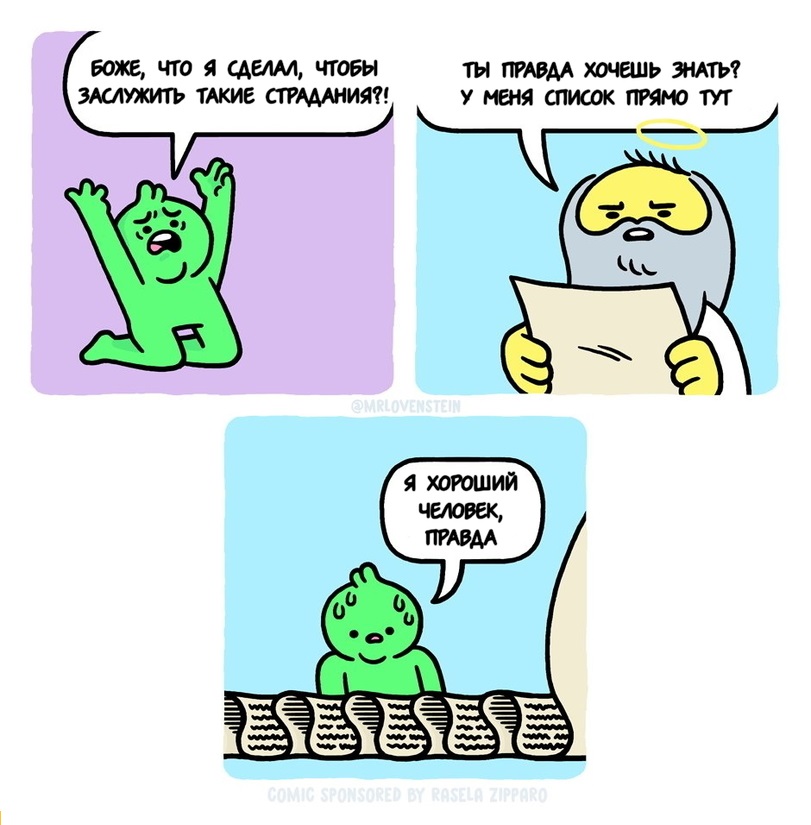 БОЖЕ, ЧТО Я СДЕЛАЛ, ЧТОБЫ
ЗАСЛУЖИТЬ ТАКИЕ СТРАДАНИЯ?!
ТЫ ПРАВДА ХОЧЕШЬ ЗНАТЬ?
У МЕНЯ СПИСОК ПРЯМО ТУТ
@MRLOVENSTEIN
Я ХОРОШИЙ
ЧЕЛОВЕК,
ПРАВДА
COMIC SPONSORED BY RASELA ZIPPARO